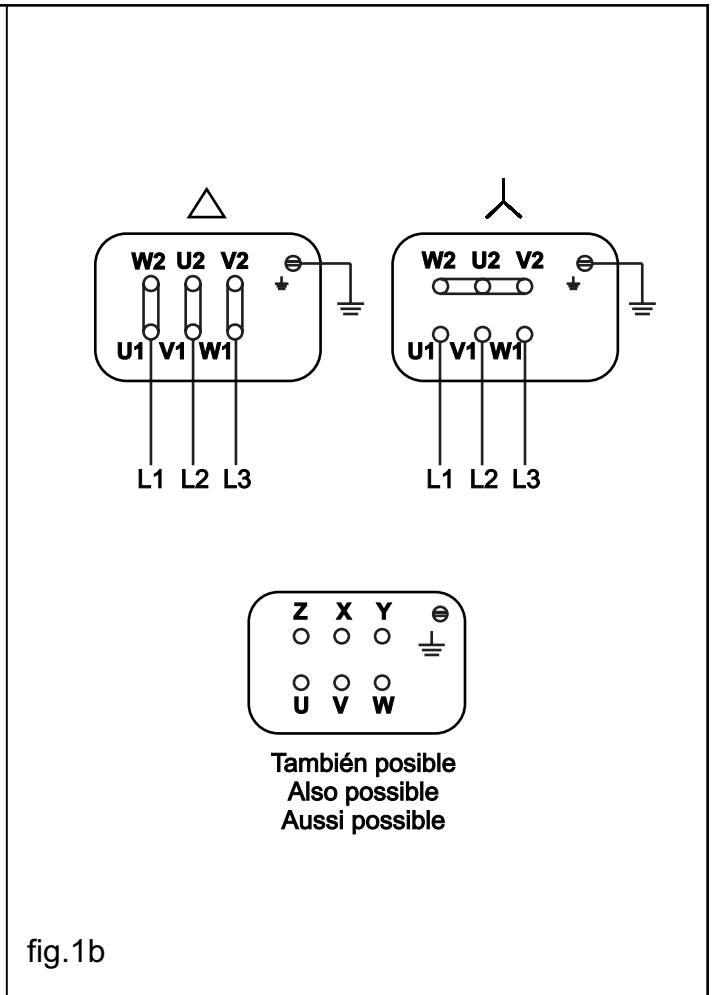 W2 U2 V2
U1 V1 W1
L1 L2 L3
W2 U2 V2
U1 V1 W1
L1 L2 L3
Z X Y
U V W
También posible
Also possible
Aussi possible
fig.1b